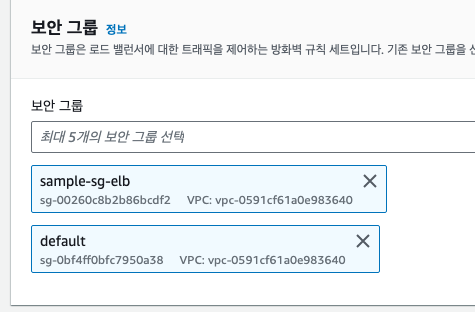 보안 그룹 정보
보안 그룹은 로드 밸런서에 대한 트래픽을 제어하는 방화벽 규칙 세트입니다. 기존 보안 그룹을
보안 그룹
최대 5개의 보안 그룹 선택
sample-sg-elb
sg-00260c8b2b86bcdf2 VPC: vpc-0591cf61a0e983640
default
sg-0bf4ff0bfc7950a38 VPC: vpc-0591cf61a0e983640